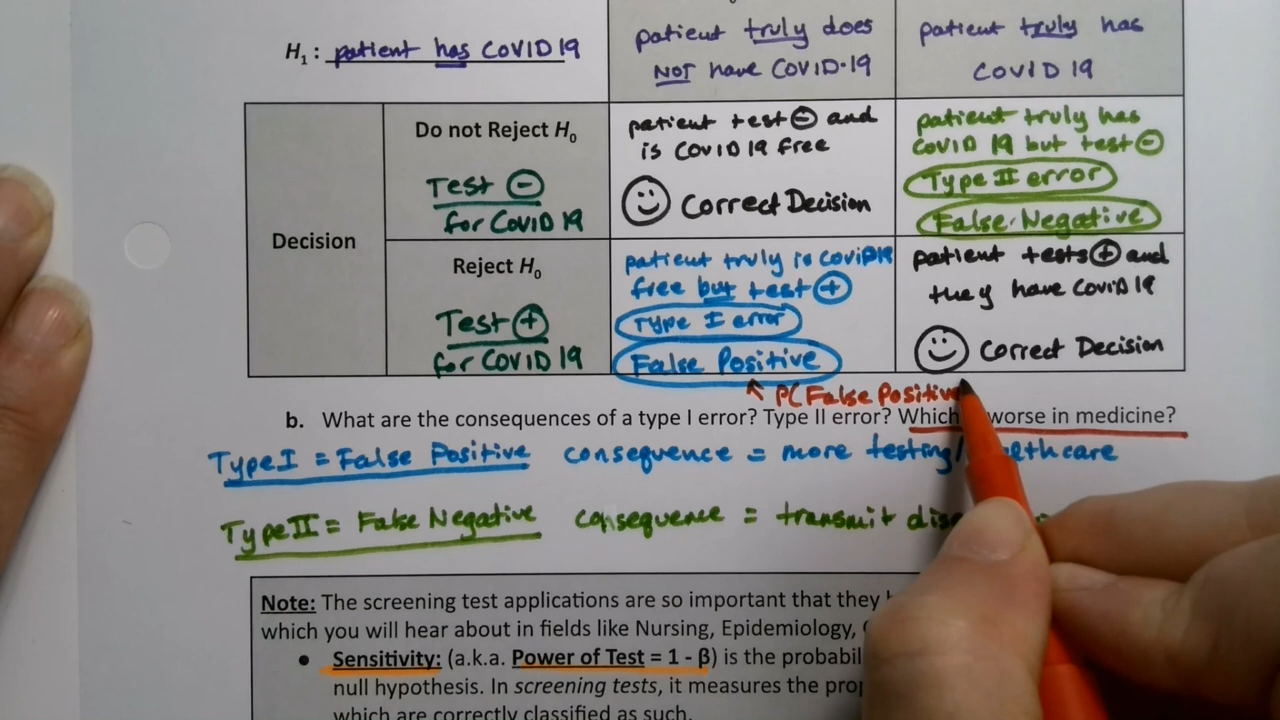 H₁: patient has COVID 19
patient truly does
NOT have COVID-19
patient truly has
COVID 19
Decision
Do not Reject H₀
Test ⊖
for COVID 19
patient test ⊖ and
is COVID 19 free
Correct Decision
patient truly has
COVID 19 but test ⊖
Type II error
False Negative
Reject H₀
Test ⊕
for COVID 19
patient truly is COVID19
free but test ⊕
Type I error
False Positive
patient tests ⊕ and
they have COVID 19
Correct Decision
P(False Positive
b. What are the consequences of a type I error? Type II error? Which worse in medicine?
Type I = False Positive consequence = more testing/
Type II = False Negative consequence = transmit
Note: The screening test applications are so important that they
which you will hear about in fields like Nursing, Epidemiology,
• Sensitivity: (a.k.a. Power of Test = 1 - β) is the
null hypothesis. In screening tests, it measures the
which are correctly classified as such.